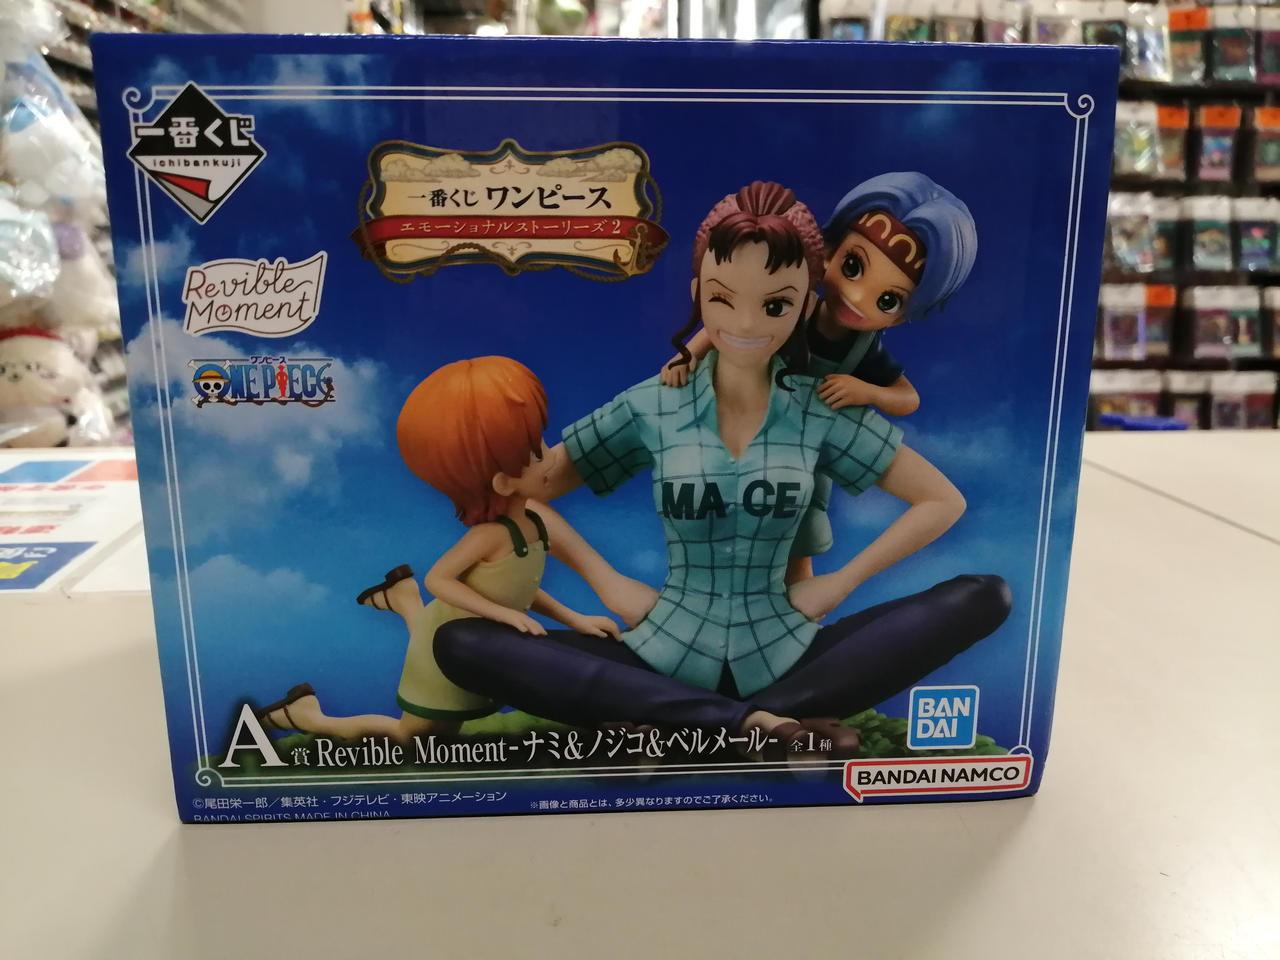 一番くじ
ichibankuji
一番くじ ワンピース
エモーショナルストーリーズ2
Revible
Moment
ワンピース
ONE PIECE
MA CE
A賞 Revible Moment-ナミ&ノジコ&ベルメール- 全1種
BAN
DAI
BANDAI NAMCO
©尾田栄一郎／集英社・フジテレビ・東映アニメーション
※画像と商品とは、多少異なりますのでご了承ください。
BANDAI SPIRITS MADE IN CHINA